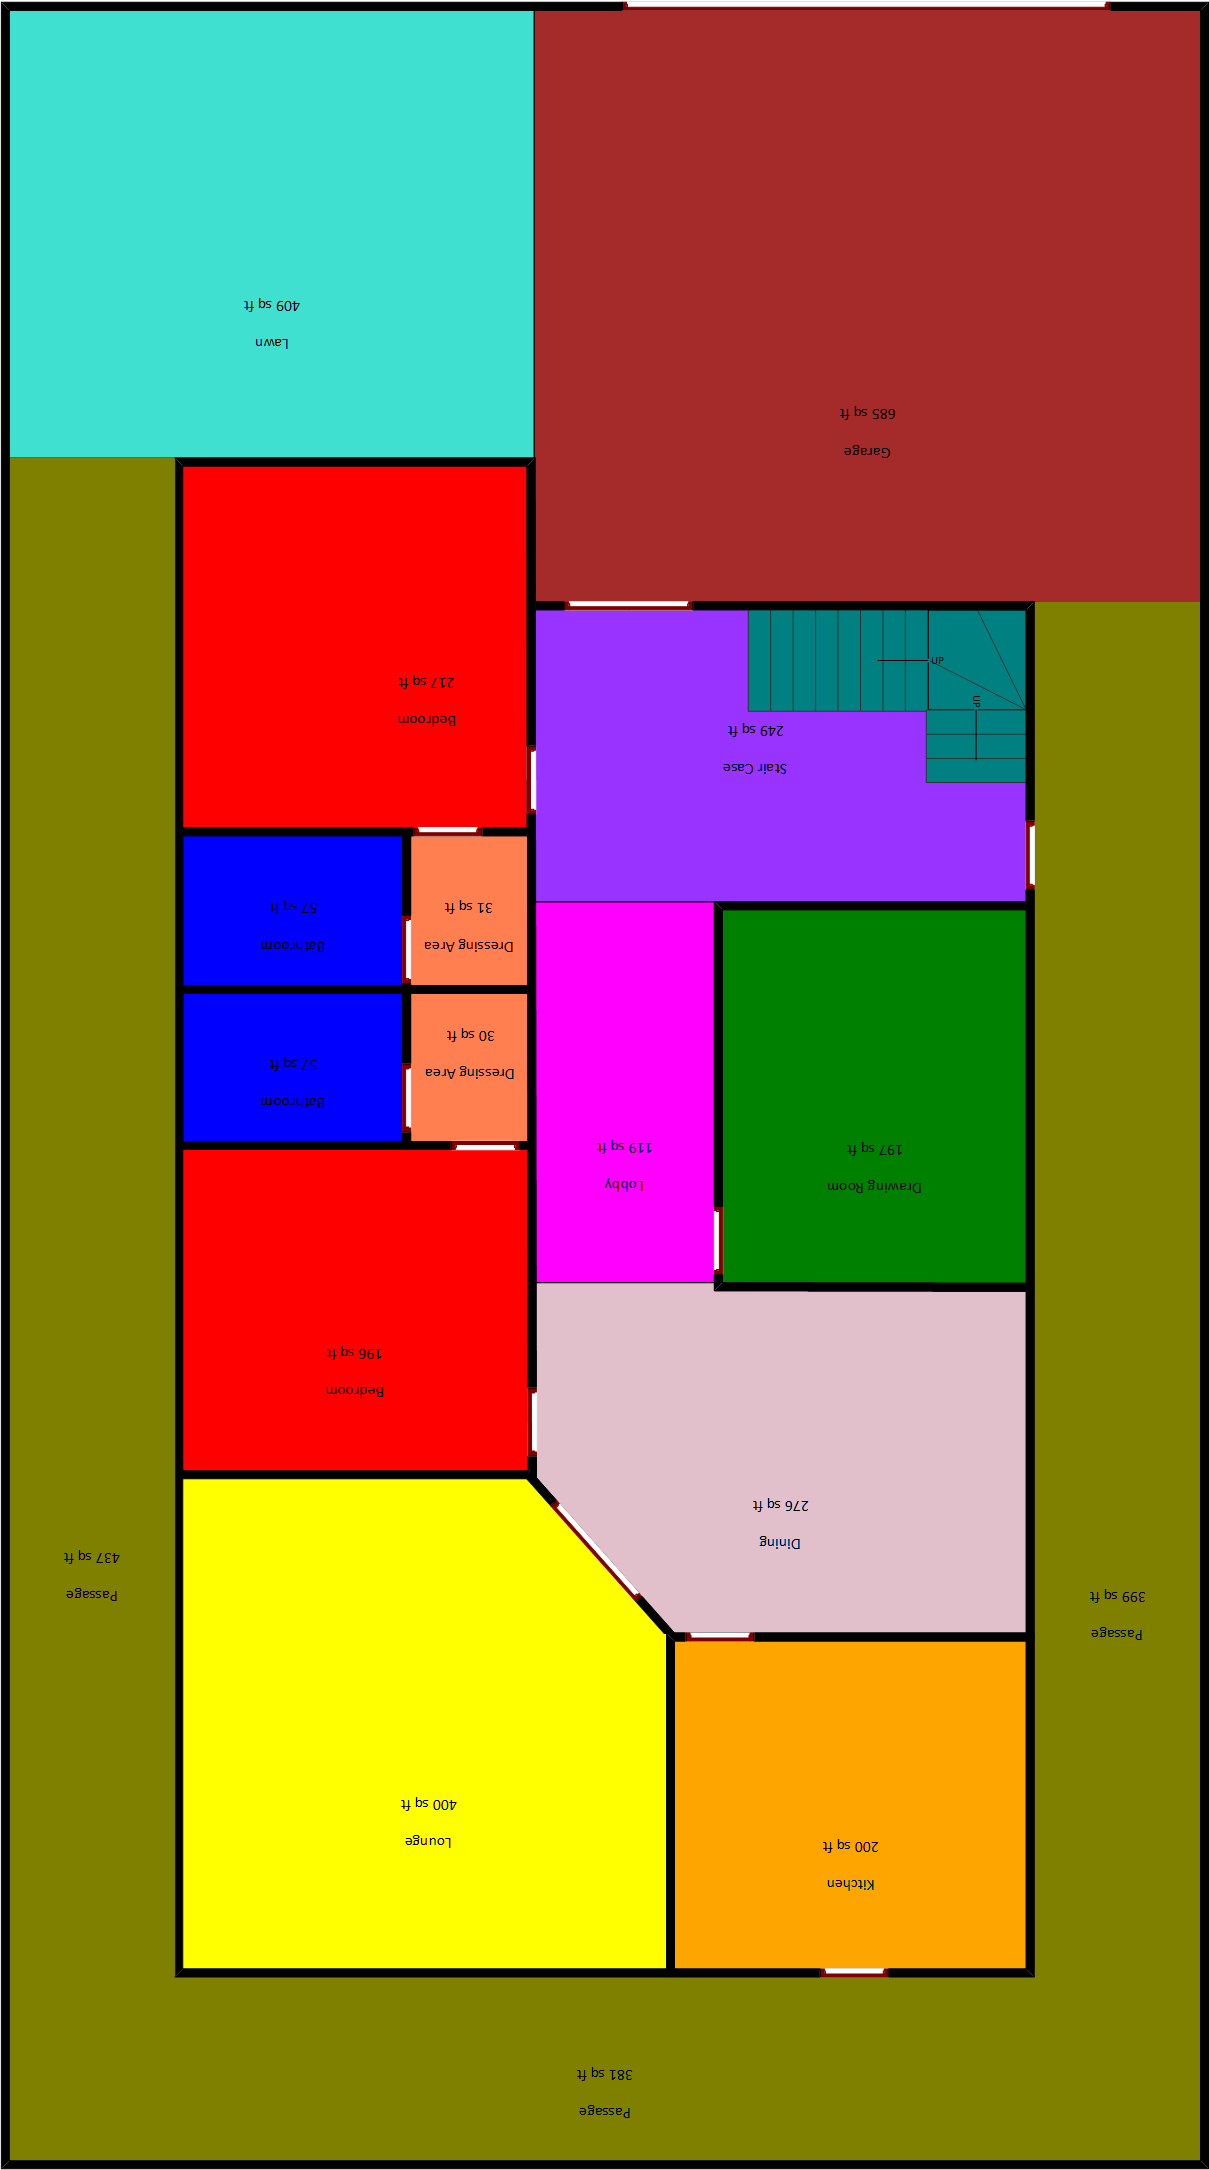 Lawn
409 sq ft
Garage
685 sq ft
Bedroom
217 sq ft
UP
UP
Stair Case
249 sq ft
Bathroom
57 sq ft
Dressing Area
31 sq ft
Bathroom
57 sq ft
Dressing Area
30 sq ft
Lobby
119 sq ft
Drawing Room
197 sq ft
Bedroom
196 sq ft
Dining
276 sq ft
Passage
437 sq ft
Passage
399 sq ft
Lounge
400 sq ft
Kitchen
200 sq ft
Passage
381 sq ft